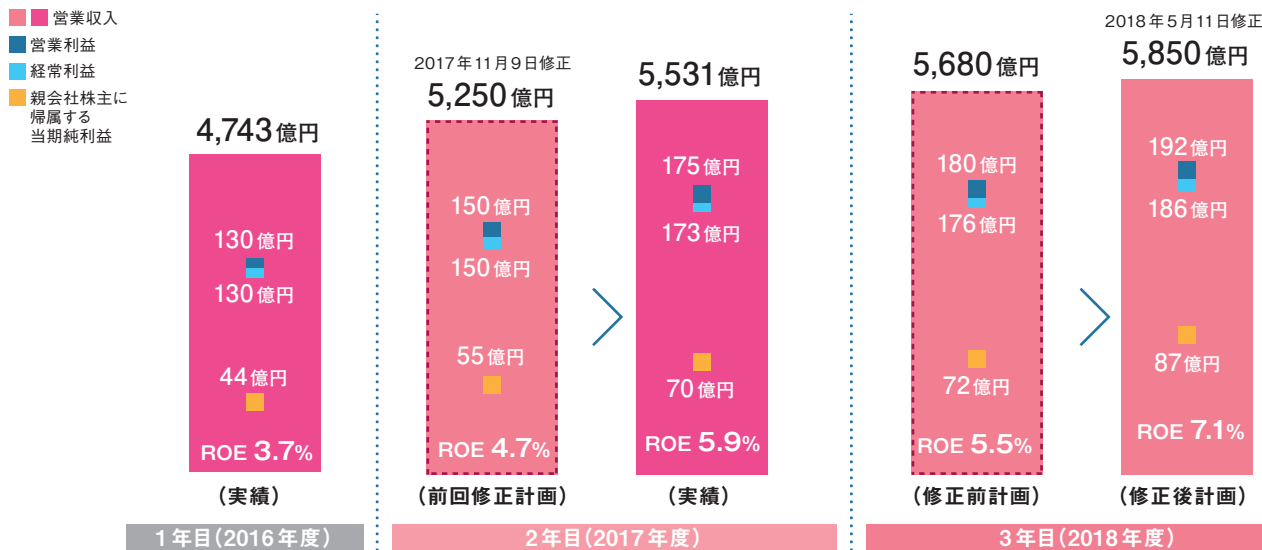 営業収入
営業利益
経常利益
親会社株主に
帰属する
当期純利益
4,743億円
130億円
130億円
44億円
ROE 3.7%
(実績)
1年目(2016年度)
2017年11月9日修正
5,250億円
150億円
150億円
55億円
ROE 4.7%
(前回修正計画)
5,531億円
175億円
173億円
70億円
ROE 5.9%
(実績)
2年目(2017年度)
5,680億円
180億円
176億円
72億円
ROE 5.5%
(修正前計画)
2018年5月11日修正
5,850億円
192億円
186億円
87億円
ROE 7.1%
(修正後計画)
3年目(2018年度)